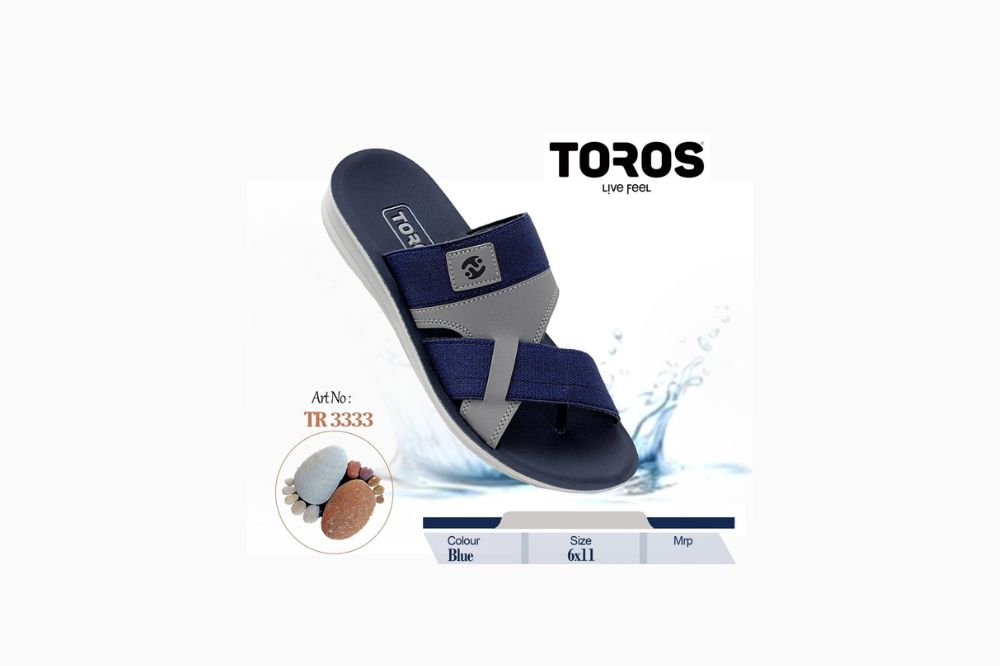 TOROS
LIVE FEEL
TOROS
Art No :
TR 3333
Colour
Blue
Size
6x11
Mrp